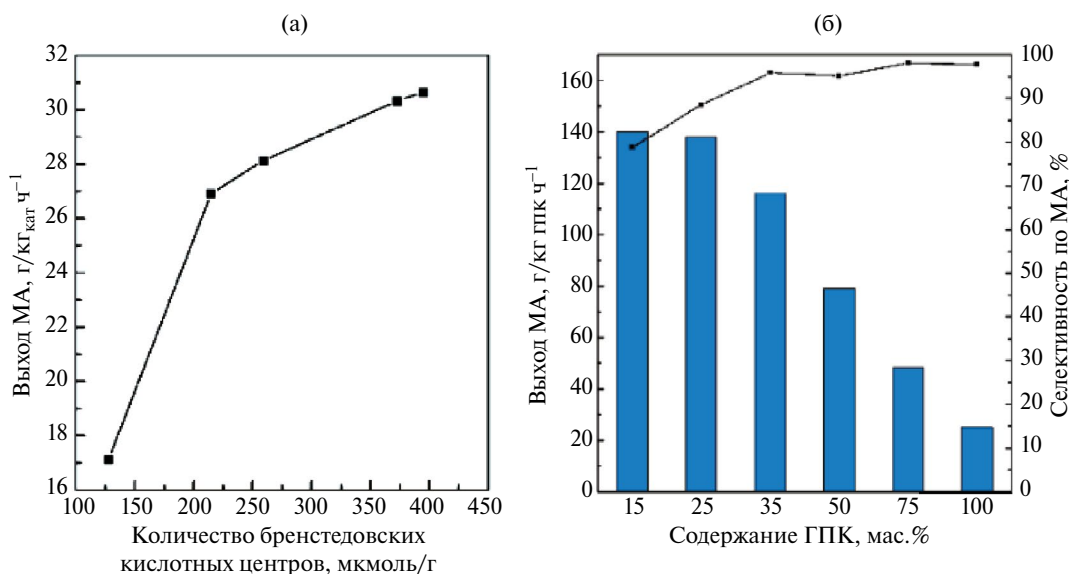 (а)
32
30
28
26
24
22
20
18
16
100 150 200 250 300 350 400 450
Выход МА, г/кгкат ч−1
Количество бренстедовских
кислотных центров, мкмоль/г
(б)
160
140
120
100
80
60
40
20
0
15 25 35 50 75 100
Выход МА, г/кг гпк ч−1
Содержание ГПК, мас.%
100
90
80
70
60
50
40
30
20
10
0
Селективность по МА, %